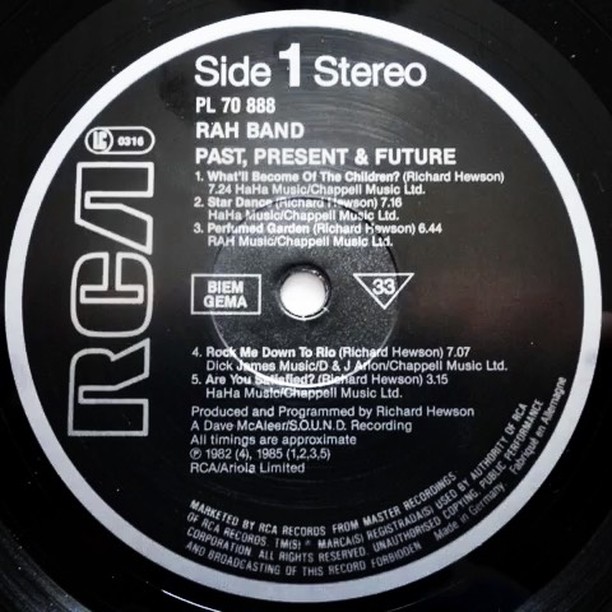 Side 1 Stereo
PL 70 888
RAH BAND
PAST, PRESENT & FUTURE
1. What'll Become Of The Children? (Richard Hewson)
7.24 HaHa Music/Chappell Music Ltd.
2. Star Dance (Richard Hewson) 7.16
HaHa Music/Chappell Music Ltd.
3. Perfumed Garden (Richard Hewson) 6.44
RAH Music/Chappell Music Ltd.
LC 0316
RCA
BIEM
GEMA
33
4. Rock Me Down To Rio (Richard Hewson) 7.07
Dick James Music/D & J Arlon/Chappell Music Ltd.
5. Are You Satisfied? (Richard Hewson) 3.15
HaHa Music/Chappell Music Ltd.
Produced and Programmed by Richard Hewson
A Dave McAleer/S.O.U.N.D. Recording
All timings are approximate
℗ 1982 (4), 1985 (1,2,3,5)
RCA/Ariola Limited
MARKETED BY RCA RECORDS FROM MASTER RECORDINGS
OF RCA RECORDS. TM(S) ® MARCA(S) REGISTRADA(S) USED BY AUTHORITY OF RCA
CORPORATION. ALL RIGHTS RESERVED. UNAUTHORISED COPYING, PUBLIC PERFORMANCE
AND BROADCASTING OF THIS RECORD FORBIDDEN Made in Germany. Fabriqué en Allemagne